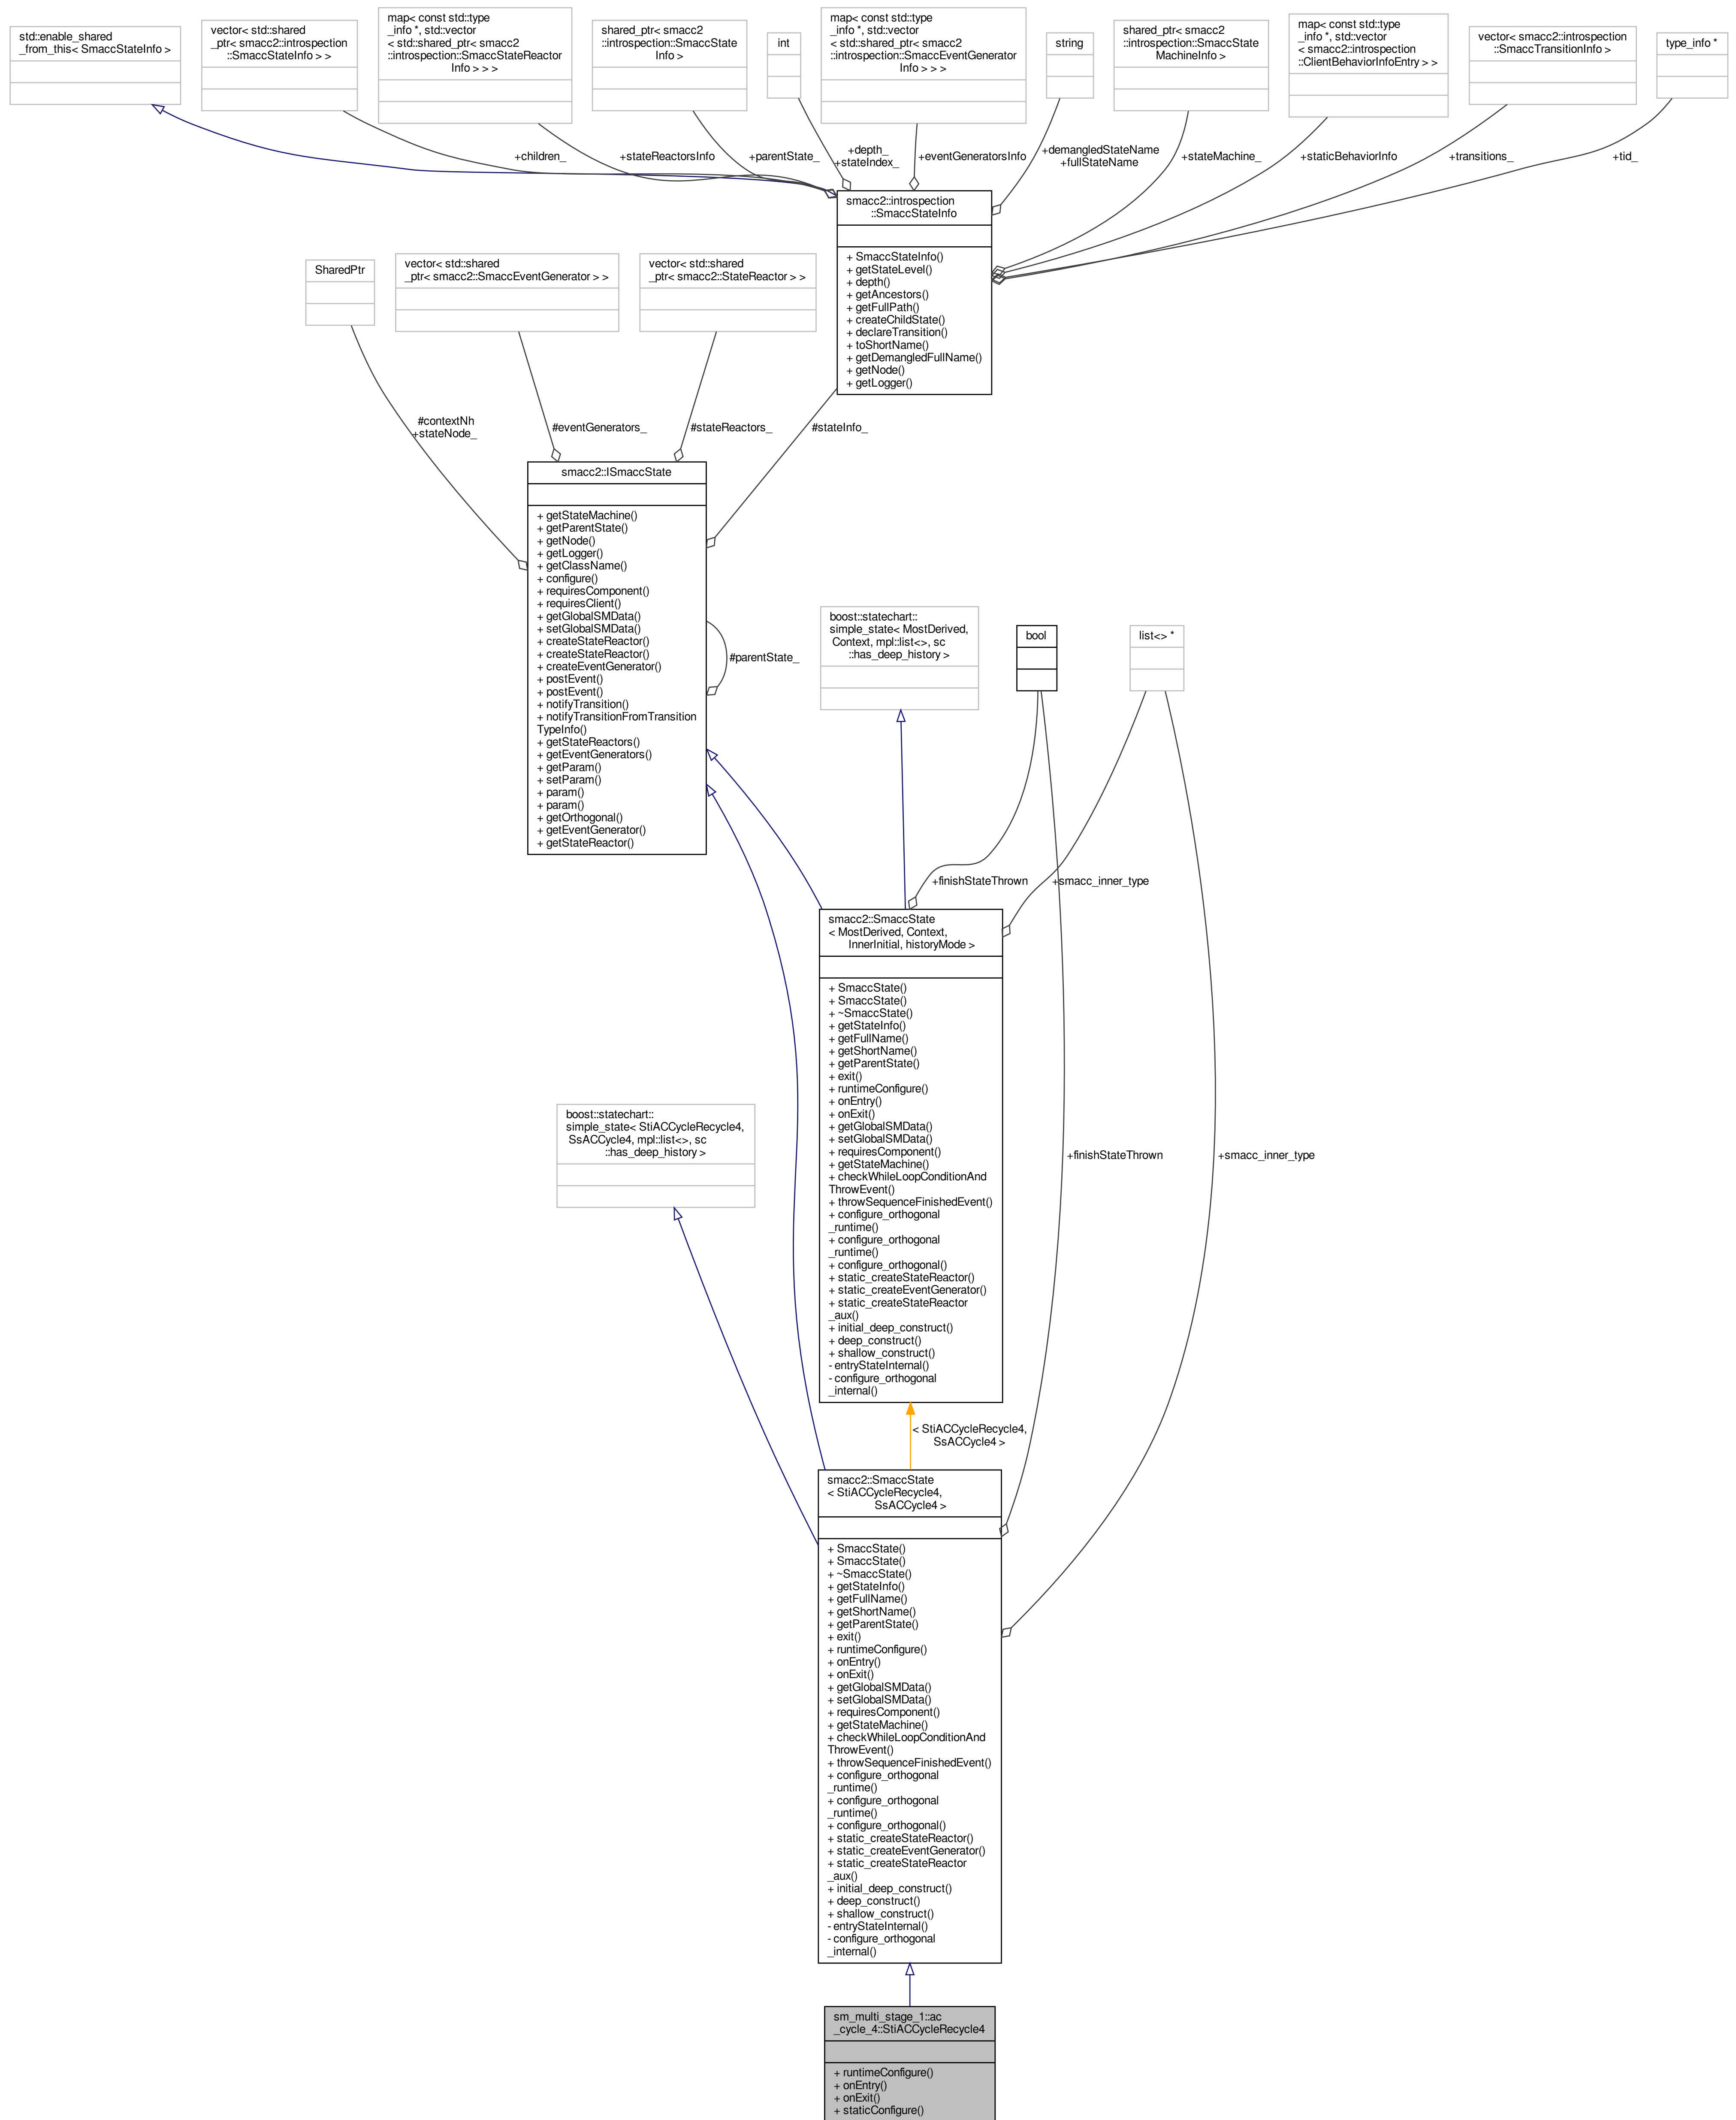 std::enable_shared
_from_this< SmaccStateInfo >
vector< std::shared
_ptr< smacc2::introspection
::SmaccStateInfo > >
map< const std::type
_info *, std::vector
< std::shared_ptr< smacc2
::introspection::SmaccStateReactor
Info > > >
shared_ptr< smacc2
::introspection::SmaccState
Info >
int
map< const std::type
_info *, std::vector
< std::shared_ptr< smacc2
::introspection::SmaccEventGenerator
Info > > >
string
shared_ptr< smacc2
::introspection::SmaccState
MachineInfo >
map< const std::type
_info *, std::vector
< smacc2::introspection
::ClientBehaviorInfoEntry > >
vector< smacc2::introspection
::SmaccTransitionInfo >
type_info *
+children_
+stateReactorsInfo
+parentState_
+depth_
+stateIndex_
+eventGeneratorsInfo
+demangledStateName
+fullStateName
+stateMachine_
+staticBehaviorInfo
+transitions_
+tid_
smacc2::introspection
::SmaccStateInfo
+ SmaccStateInfo()
+ getStateLevel()
+ depth()
+ getAncestors()
+ getFullPath()
+ createChildState()
+ declareTransition()
+ toShortName()
+ getDemangledFullName()
+ getNode()
+ getLogger()
SharedPtr
vector< std::shared
_ptr< smacc2::SmaccEventGenerator > >
vector< std::shared
_ptr< smacc2::StateReactor > >
#contextNh
+stateNode_
#eventGenerators_
#stateReactors_
#stateInfo_
smacc2::ISmaccState
+ getStateMachine()
+ getParentState()
+ getNode()
+ getLogger()
+ getClassName()
+ configure()
+ requiresComponent()
+ requiresClient()
+ getGlobalSMData()
+ setGlobalSMData()
+ createStateReactor()
+ createStateReactor()
+ createEventGenerator()
+ postEvent()
+ postEvent()
+ notifyTransition()
+ notifyTransitionFromTransition
TypeInfo()
+ getStateReactors()
+ getEventGenerators()
+ getParam()
+ setParam()
+ param()
+ param()
+ getOrthogonal()
+ getEventGenerator()
+ getStateReactor()
#parentState_
boost::statechart::
simple_state< MostDerived,
Context, mpl::list<>, sc
::has_deep_history >
bool
list<> *
+finishStateThrown
+smacc_inner_type
smacc2::SmaccState
< MostDerived, Context,
InnerInitial, historyMode >
+ SmaccState()
+ SmaccState()
+ ~SmaccState()
+ getStateInfo()
+ getFullName()
+ getShortName()
+ getParentState()
+ exit()
+ runtimeConfigure()
+ onEntry()
+ onExit()
+ getGlobalSMData()
+ setGlobalSMData()
+ requiresComponent()
+ getStateMachine()
+ checkWhileLoopConditionAnd
ThrowEvent()
+ throwSequenceFinishedEvent()
+ configure_orthogonal
_runtime()
+ configure_orthogonal
_runtime()
+ configure_orthogonal()
+ static_createStateReactor()
+ static_createEventGenerator()
+ static_createStateReactor
_aux()
+ initial_deep_construct()
+ deep_construct()
+ shallow_construct()
- entryStateInternal()
- configure_orthogonal
_internal()
boost::statechart::
simple_state< StiACCycleRecycle4,
SsACCycle4, mpl::list<>, sc
::has_deep_history >
+finishStateThrown
+smacc_inner_type
< StiACCycleRecycle4,
SsACCycle4 >
smacc2::SmaccState
< StiACCycleRecycle4,
SsACCycle4 >
+ SmaccState()
+ SmaccState()
+ ~SmaccState()
+ getStateInfo()
+ getFullName()
+ getShortName()
+ getParentState()
+ exit()
+ runtimeConfigure()
+ onEntry()
+ onExit()
+ getGlobalSMData()
+ setGlobalSMData()
+ requiresComponent()
+ getStateMachine()
+ checkWhileLoopConditionAnd
ThrowEvent()
+ throwSequenceFinishedEvent()
+ configure_orthogonal
_runtime()
+ configure_orthogonal
_runtime()
+ configure_orthogonal()
+ static_createStateReactor()
+ static_createEventGenerator()
+ static_createStateReactor
_aux()
+ initial_deep_construct()
+ deep_construct()
+ shallow_construct()
- entryStateInternal()
- configure_orthogonal
_internal()
sm_multi_stage_1::ac
_cycle_4::StiACCycleRecycle4
+ runtimeConfigure()
+ onEntry()
+ onExit()
+ staticConfigure()